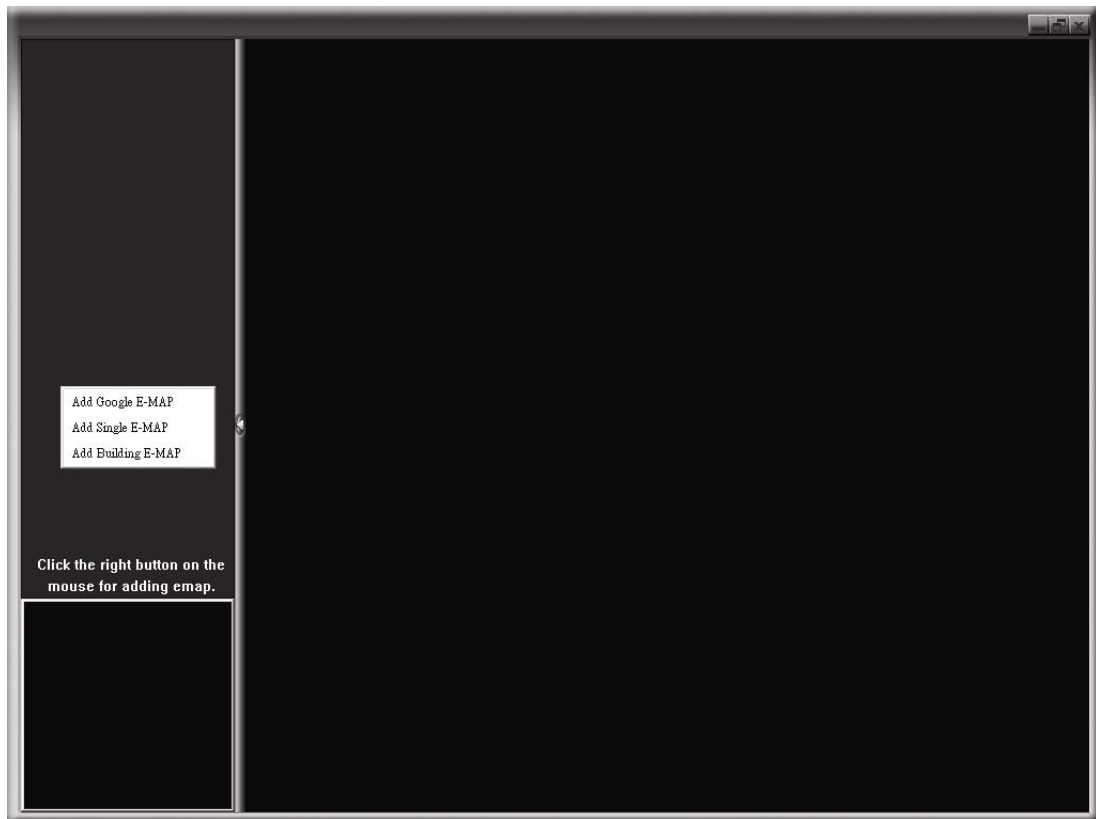 Add Google E-MAP
Add Single E-MAP
Add Building E-MAP
Click the right button on the
mouse for adding emap.